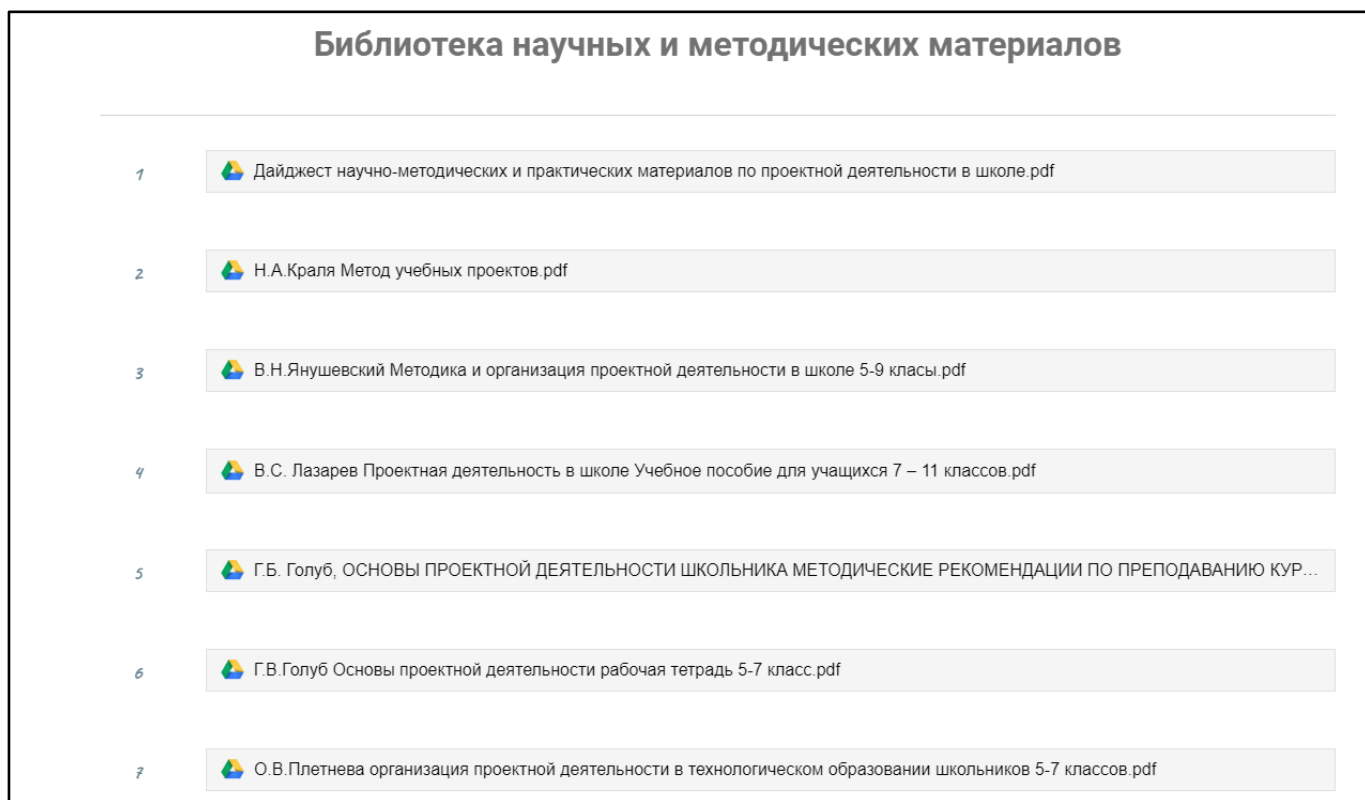 Библиотека научных и методических материалов
1 Дайджест научно-методических и практических материалов по проектной деятельности в школе.pdf
2 Н.А.Краля Метод учебных проектов.pdf
3 В.Н.Янушевский Методика и организация проектной деятельности в школе 5-9 класы.pdf
4 В.С. Лазарев Проектная деятельность в школе Учебное пособие для учащихся 7 – 11 классов.pdf
5 Г.Б. Голуб, ОСНОВЫ ПРОЕКТНОЙ ДЕЯТЕЛЬНОСТИ ШКОЛЬНИКА МЕТОДИЧЕСКИЕ РЕКОМЕНДАЦИИ ПО ПРЕПОДАВАНИЮ КУР...
6 Г.В.Голуб Основы проектной деятельности рабочая тетрадь 5-7 класс.pdf
7 О.В.Плетнева организация проектной деятельности в технологическом образовании школьников 5-7 классов.pdf